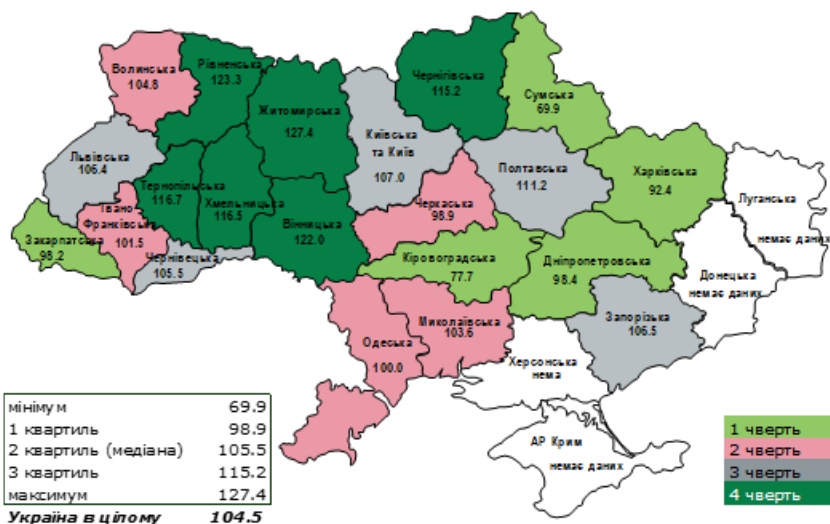 Волинська
104.8
Рівненська
123.3
Житомирська
127.4
Чернігівська
115.2
Сумська
69.9
Київська
та Київ
107.0
Львівська
106.4
Тернопільська
116.7
Хмельницька
116.5
Вінницька
122.0
Івано
Франківська
101.5
Закарпатська
98.2
Чернівецька
105.5
Черкаська
98.9
Полтавська
111.2
Харківська
92.4
Луганська
немає даних
Кіровоградська
77.7
Дніпропетровська
98.4
Донецька
немає даних
Одеська
100.0
Миколаївська
103.6
Запорізька
106.5
Херсонська
нема
АР Крим
немає даних
мінімум 69.9
1 квартиль 98.9
2 квартиль (медіана) 105.5
3 квартиль 115.2
максимум 127.4
Україна в цілому 104.5
1 чверть
2 чверть
3 чверть
4 чверть